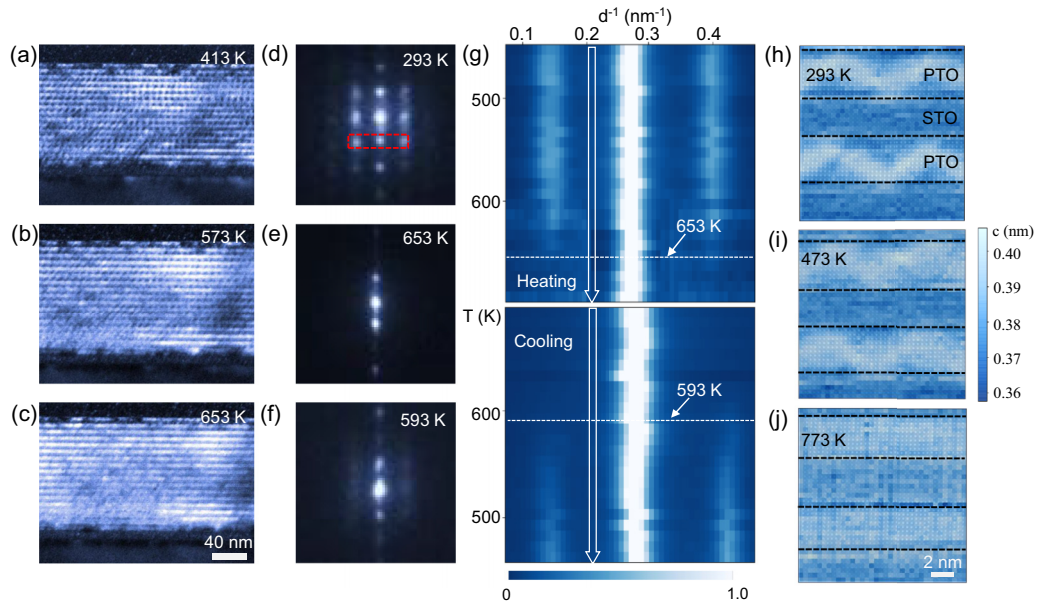 (a)
413 K
(b)
573 K
(c)
653 K
40 nm
(d)
293 K
(e)
653 K
(f)
593 K
(g)
d⁻¹ (nm⁻¹)
0.1 0.2 0.3 0.4
500
600
653 K
Heating
T (K)
Cooling
600
593 K
500
0 1.0
(h)
293 K
PTO
STO
PTO
(i)
473 K
c (nm)
0.40
0.39
0.38
0.37
0.36
(j)
773 K
2 nm